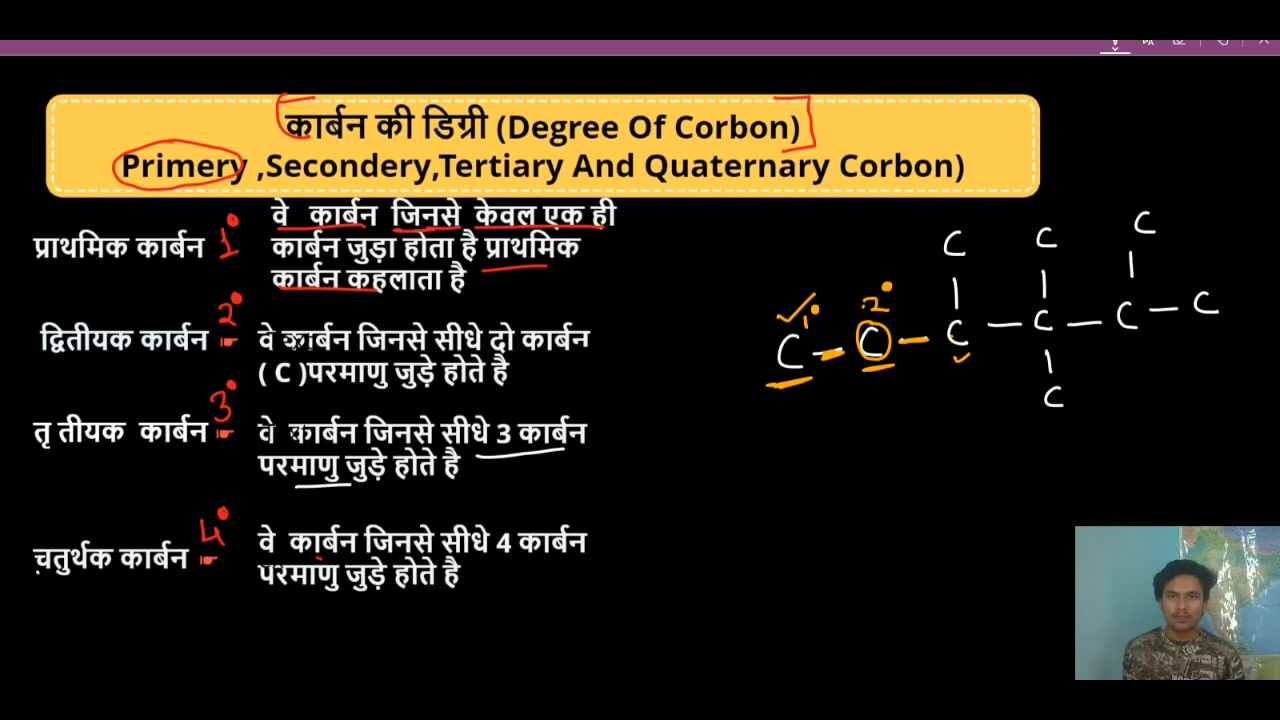 कार्बन की डिग्री (Degree Of Corbon)
Primery ,Secondery,Tertiary And Quaternary Corbon)
प्राथमिक कार्बन 1°
वे कार्बन जिनसे केवल एक ही
कार्बन जुड़ा होता है प्राथमिक
कार्बन कहलाता है
द्वितीयक कार्बन 2°
वे कार्बन जिनसे सीधे दो कार्बन
( C )परमाणु जुड़े होते है
तृ तीयक कार्बन 3°
वे कार्बन जिनसे सीधे 3 कार्बन
परमाणु जुड़े होते है
चतुर्थक कार्बन 4°
वे कार्बन जिनसे सीधे 4 कार्बन
परमाणु जुड़े होते है
C C C
1° 2°
C – C – C – C – C – C
C